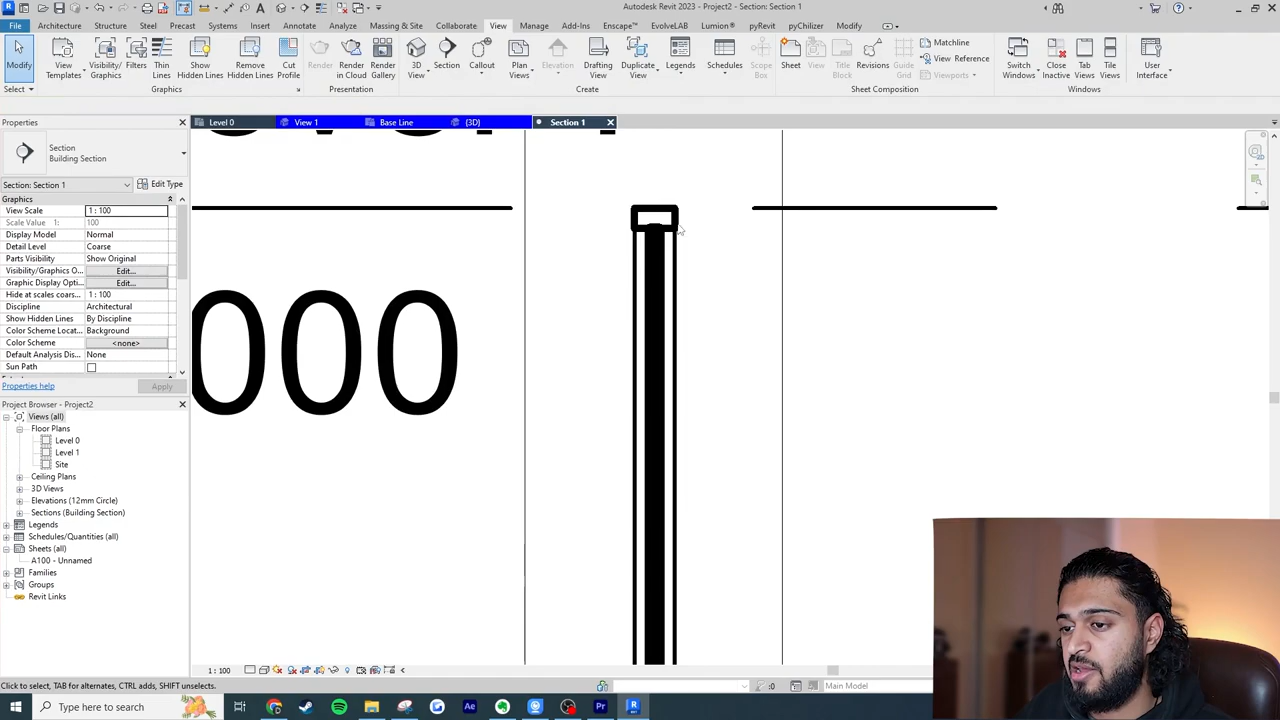 Autodesk Revit 2023 - Project2 - Section: Section 1
File Architecture Structure Steel Precast Systems Insert Annotate Analyze Massing & Site Collaborate View Manage Add-Ins Enscape™ EvolveLAB Lumion® pyRevit pyChilizer Modify
Modify View Templates Visibility/ Graphics Filters Thin Lines Show Hidden Lines Remove Hidden Lines Cut Profile Render Render in Cloud Render Gallery 3D View Section Callout Plan Views Elevation Drafting View Duplicate View Legends Schedules Scope Box Sheet View Title Block Revisions Guide Grid Matchline View Reference Viewports Switch Windows Close Inactive Tab Views Tile Views User Interface
Select Graphics Presentation Create Sheet Composition Windows
Properties
Level 0 View 1 Base Line {3D} Section 1
Section
Building Section
Section: Section 1 Edit Type
Graphics
View Scale 1 : 100
Scale Value 1: 100
Display Model Normal
Detail Level Coarse
Parts Visibility Show Original
Visibility/Graphics O... Edit...
Graphic Display Opti... Edit...
Hide at scales coars... 1 : 100
Discipline Architectural
Show Hidden Lines By Discipline
Color Scheme Locat... Background
Color Scheme <none>
Default Analysis Dis... None
Sun Path
Properties help Apply
000
Project Browser - Project2
Views (all)
Floor Plans
Level 0
Level 1
Site
Ceiling Plans
3D Views
Elevations (12mm Circle)
Sections (Building Section)
Legends
Schedules/Quantities (all)
Sheets (all)
A100 - Unnamed
Families
Groups
Revit Links
1 : 100
Click to select, TAB for alternates, CTRL adds, SHIFT unselects. :0 Main Model
Type here to search